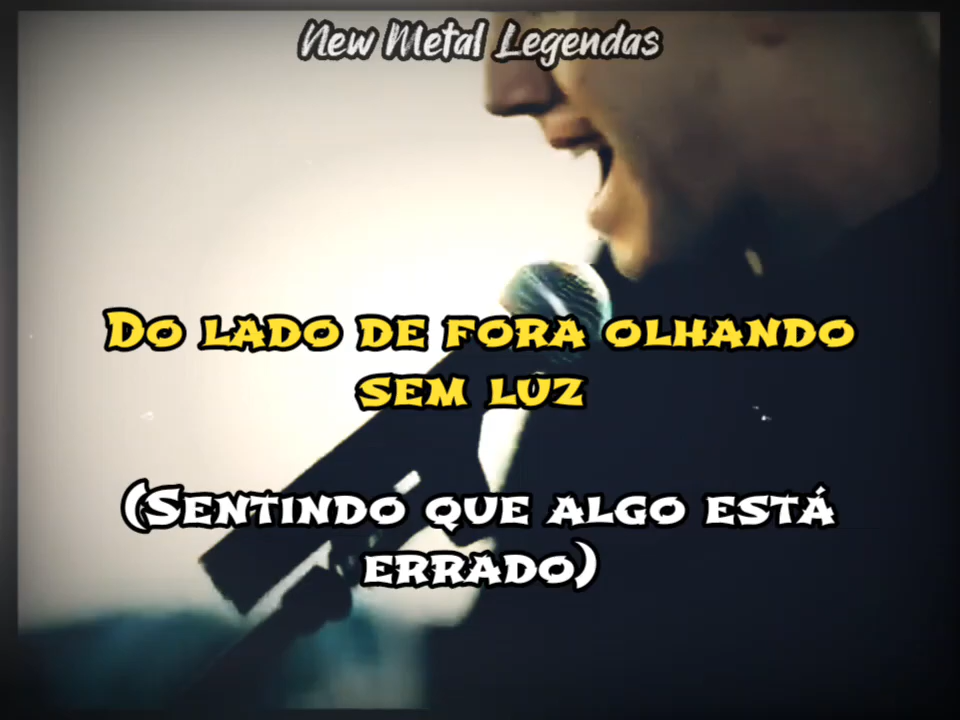 New Metal Legendas
Do lado de fora olhando
sem luz
(Sentindo que algo está
errado)